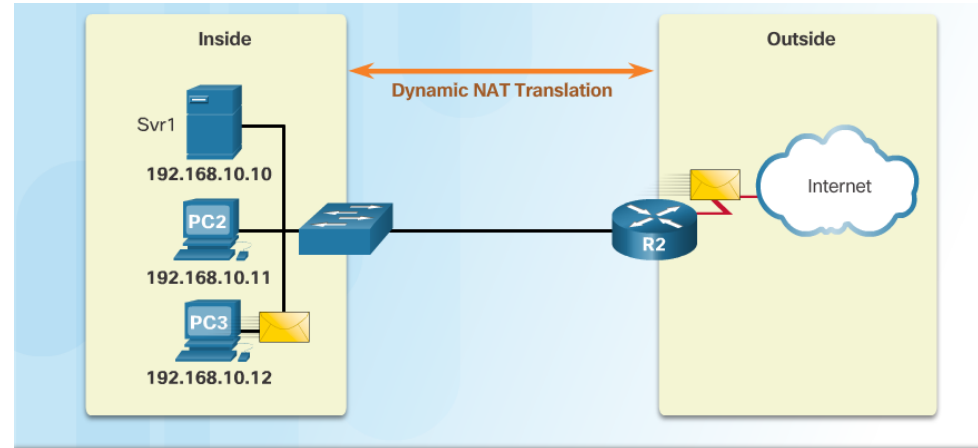 Inside
Outside
Dynamic NAT Translation
Svr1
192.168.10.10
Internet
PC2
R2
192.168.10.11
PC3
192.168.10.12